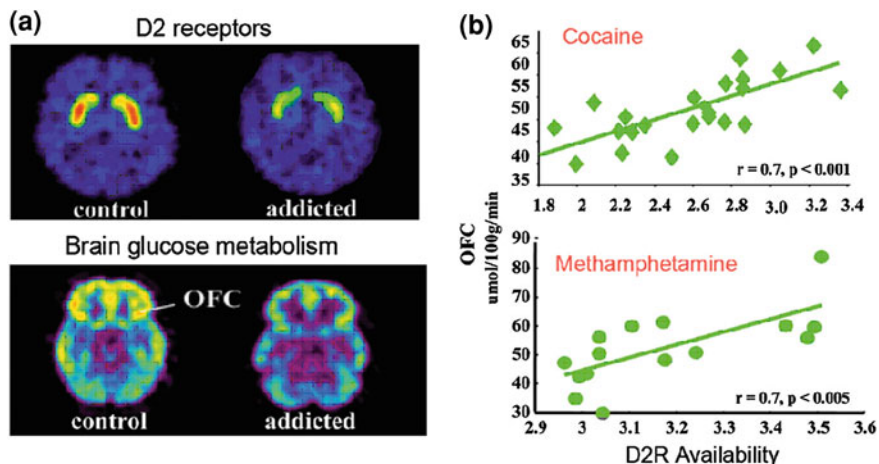 (a)
D2 receptors
control addicted
Brain glucose metabolism
OFC
control addicted
(b)
OFC
umol/100g/min
Cocaine
65
60
55
50
45
40
35
r = 0.7, p < 0.001
1.8 2 2.2 2.4 2.6 2.8 3 3.2 3.4
Methamphetamine
90
80
70
60
50
40
30
r = 0.7, p < 0.005
2.9 3 3.1 3.2 3.3 3.4 3.5 3.6
D2R Availability